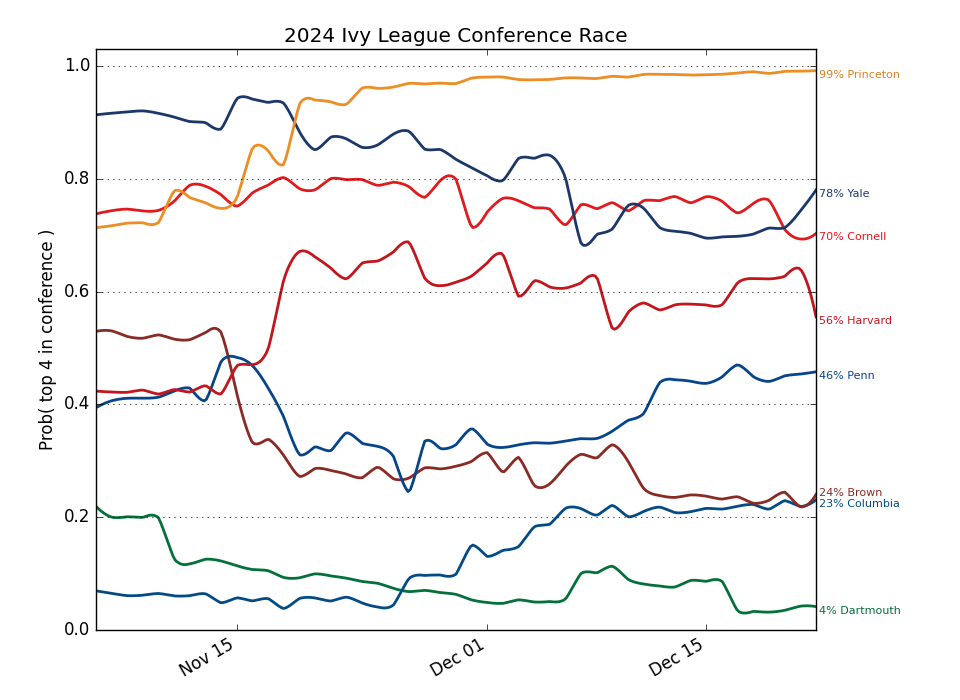 2024 Ivy League Conference Race
Prob( top 4 in conference )
1.0
0.8
0.6
0.4
0.2
0.0
Nov 15
Dec 01
Dec 15
99% Princeton
78% Yale
70% Cornell
56% Harvard
46% Penn
24% Brown
23% Columbia
4% Dartmouth